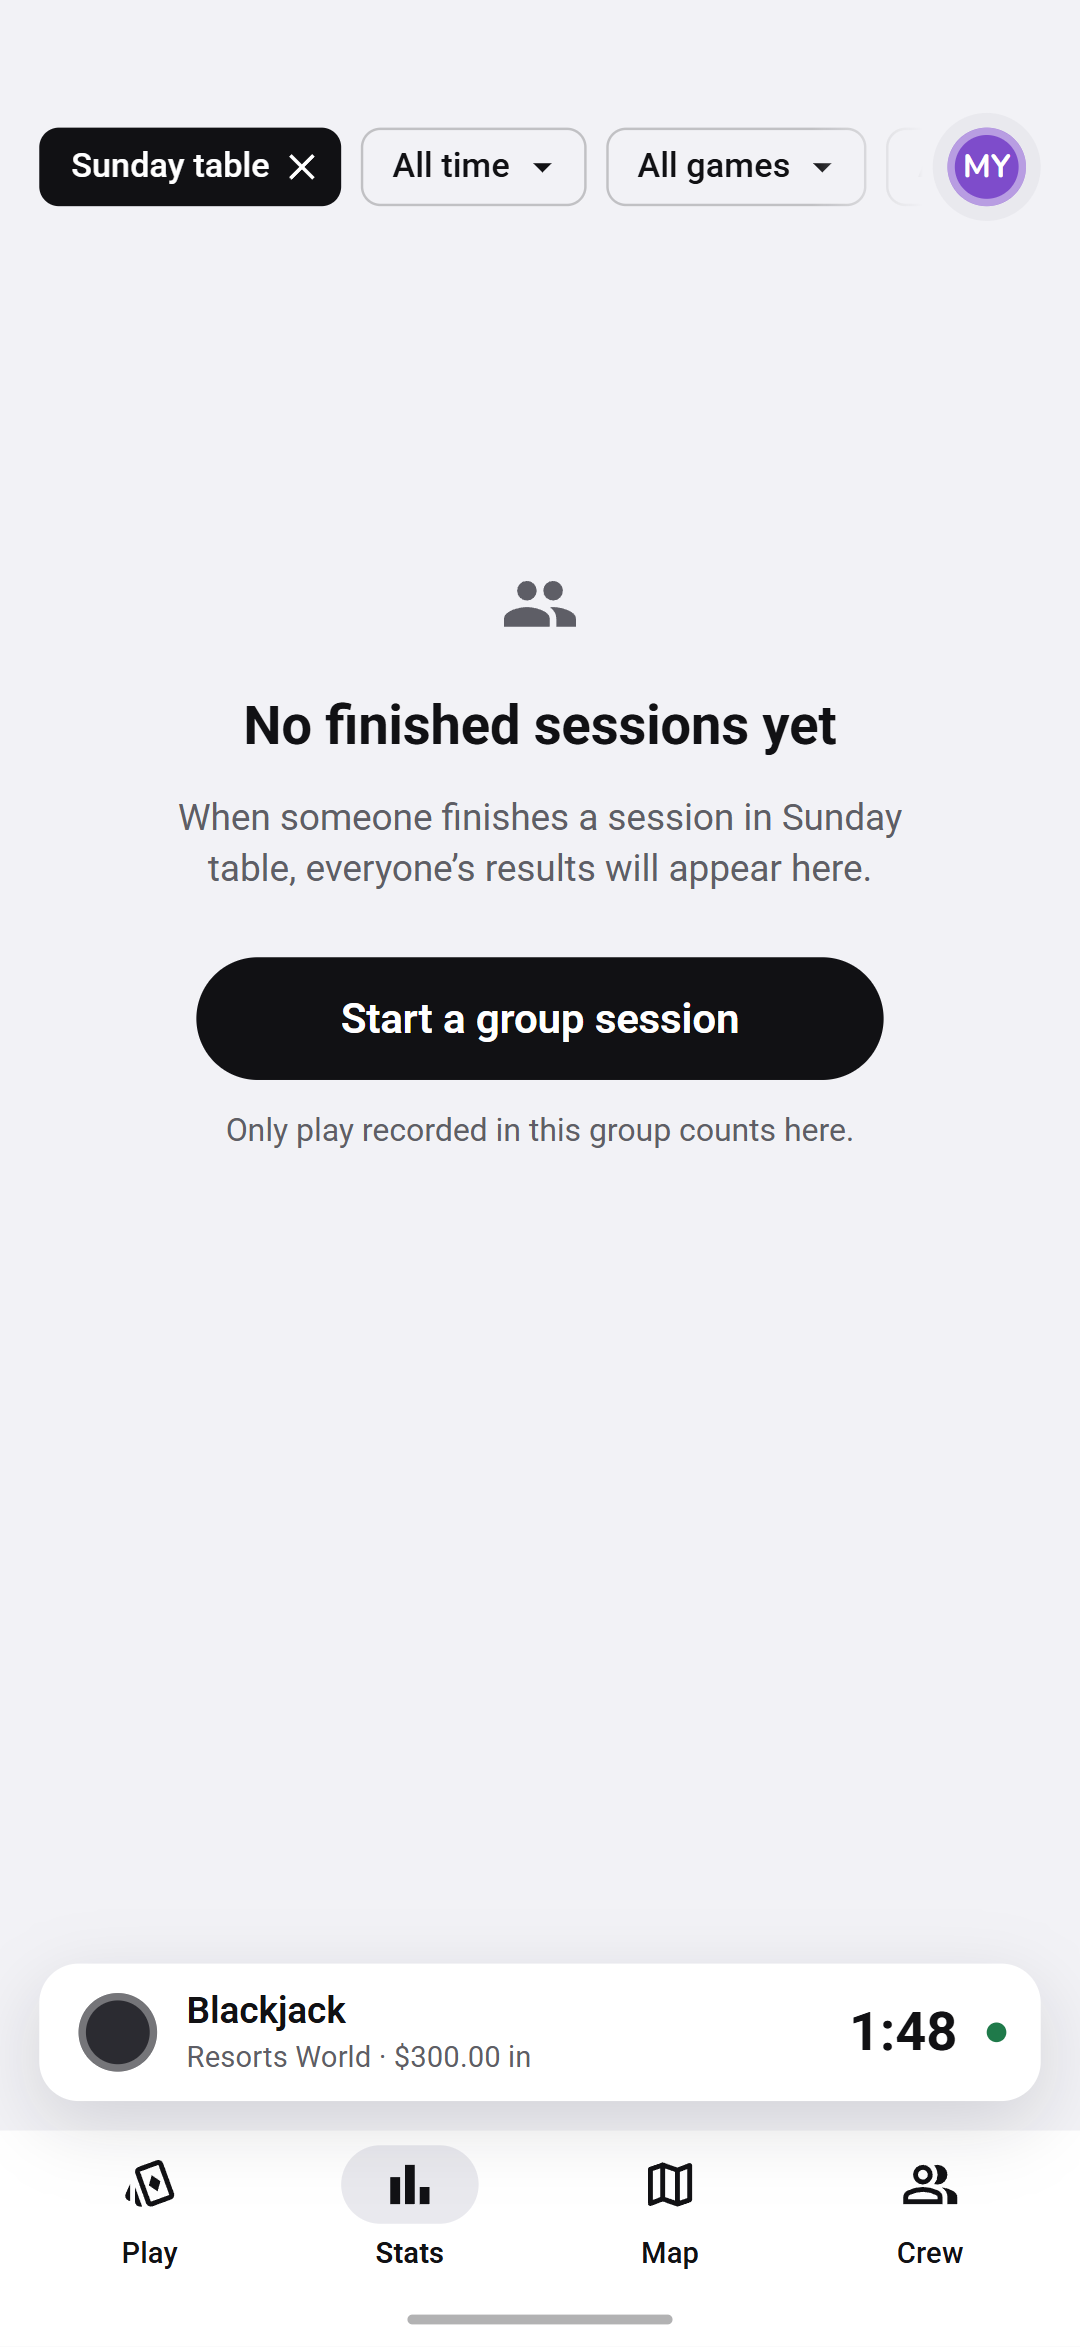 Sunday table
All time
All games
MY
No finished sessions yet
When someone finishes a session in Sunday
table, everyone’s results will appear here.
Start a group session
Only play recorded in this group counts here.
Blackjack
Resorts World · $300.00 in
1:48
Play
Stats
Map
Crew